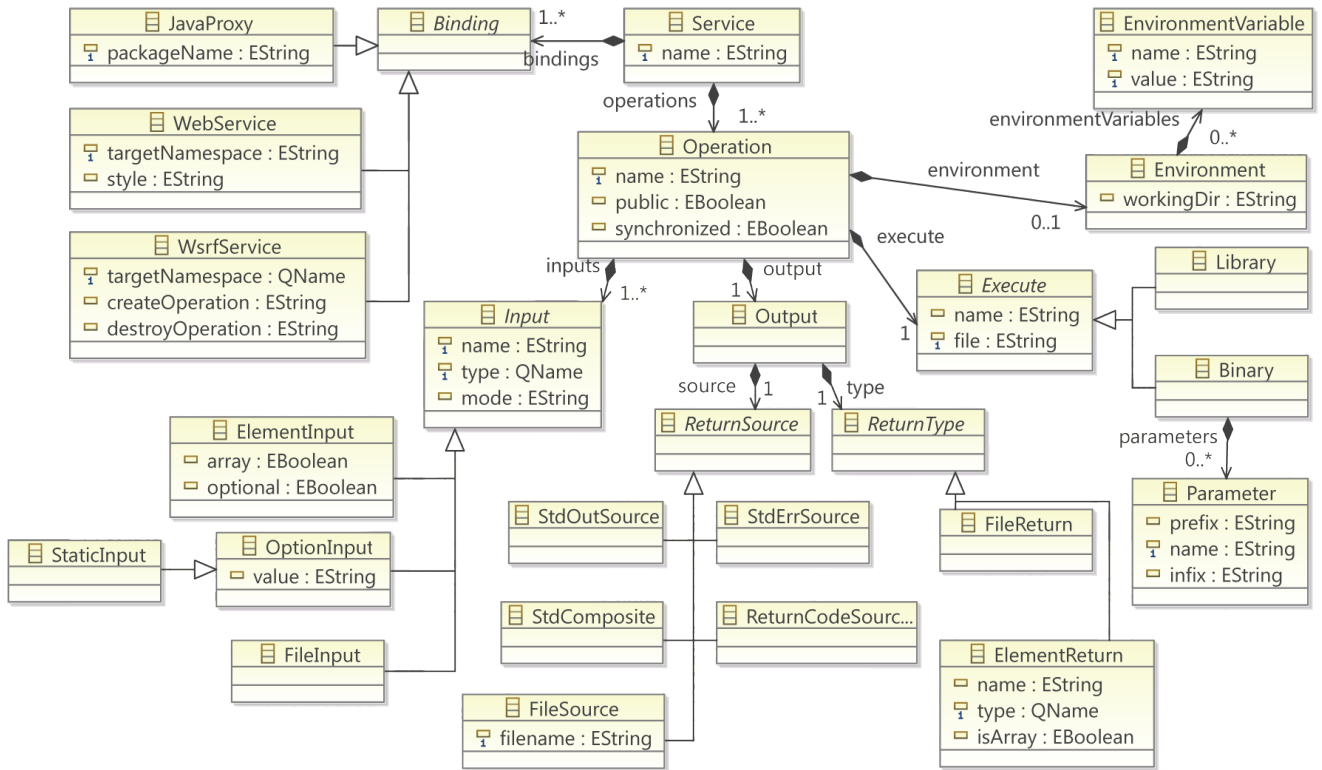 JavaProxy
packageName : EString
Binding
1..*
bindings
Service
name : EString
EnvironmentVariable
name : EString
value : EString
operations
1..*
environmentVariables
0..*
WebService
targetNamespace : EString
style : EString
Operation
name : EString
public : EBoolean
synchronized : EBoolean
environment
0..1
Environment
workingDir : EString
WsrfService
targetNamespace : QName
createOperation : EString
destroyOperation : EString
inputs
1..*
output
1
execute
1
Input
name : EString
type : QName
mode : EString
Output
Execute
name : EString
file : EString
Library
Binary
source
1
type
1
parameters
0..*
ElementInput
array : EBoolean
optional : EBoolean
ReturnSource
ReturnType
Parameter
prefix : EString
name : EString
infix : EString
StaticInput
OptionInput
value : EString
StdOutSource
StdErrSource
FileReturn
FileInput
StdComposite
ReturnCodeSourc...
ElementReturn
name : EString
type : QName
isArray : EBoolean
FileSource
filename : EString